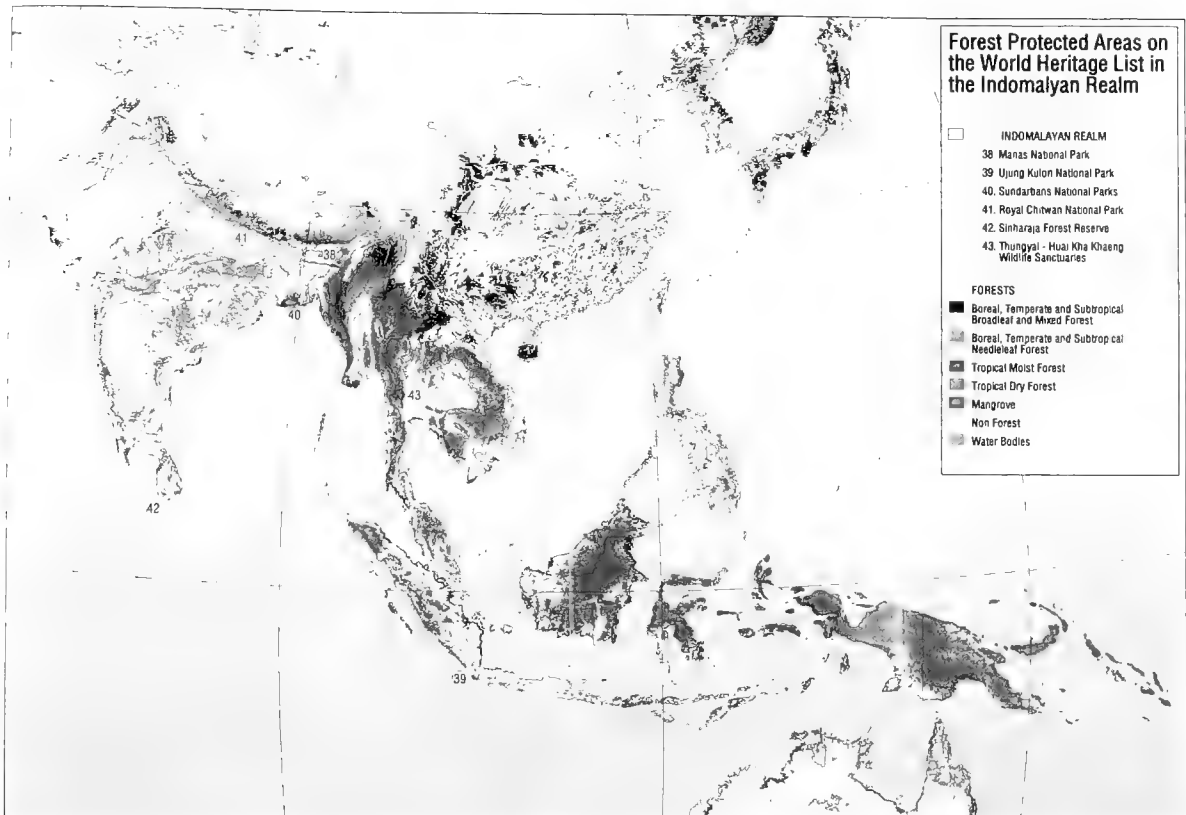 Forest Protected Areas on
the World Heritage List in
the Indomalyan Realm
INDOMALAYAN REALM
38 Manas National Park
39 Ujung Kulon National Park
40. Sundarbans National Parks
41. Royal Chitwan National Park
42. Sinharaja Forest Reserve
43. Thungyai - Huai Kha Khaeng
Wildlife Sanctuaries
FORESTS
Boreal, Temperate and Subtropical
Broadleaf and Mixed Forest
Boreal, Temperate and Subtropical
Needleleaf Forest
Tropical Moist Forest
Tropical Dry Forest
Mangrove
Non Forest
Water Bodies
41
38
40
43
42
39